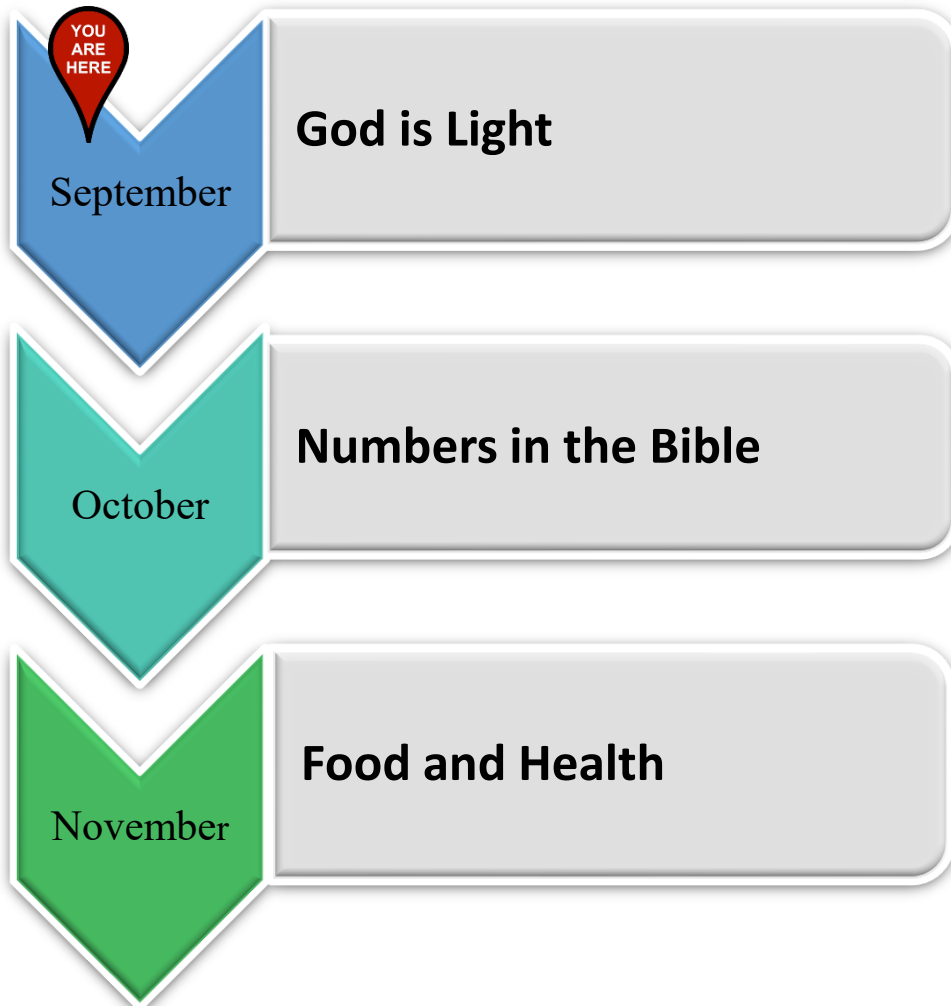 YOU
ARE
HERE
September
God is Light
October
Numbers in the Bible
November
Food and Health